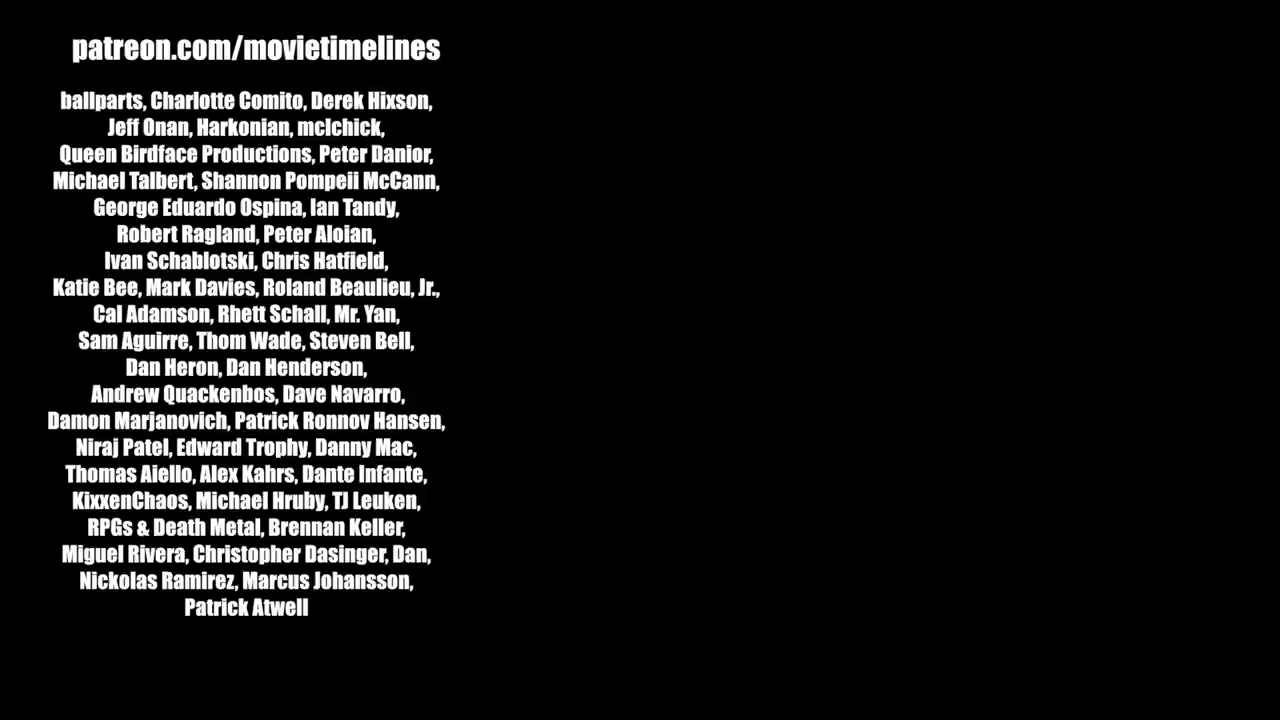 patreon.com/movietimelines
ballparts, Charlotte Comito, Derek Hixson,
Jeff Onan, Harkonian, mclchick,
Queen Birdface Productions, Peter Danior,
Michael Talbert, Shannon Pompeii McCann,
George Eduardo Ospina, Ian Tandy,
Robert Ragland, Peter Aloian,
Ivan Schablotski, Chris Hatfield,
Katie Bee, Mark Davies, Roland Beaulieu, Jr.,
Cal Adamson, Rhett Schall, Mr. Yan,
Sam Aguirre, Thom Wade, Steven Bell,
Dan Heron, Dan Henderson,
Andrew Quackenbos, Dave Navarro,
Damon Marjanovich, Patrick Ronnov Hansen,
Niraj Patel, Edward Trophy, Danny Mac,
Thomas Aiello, Alex Kahrs, Dante Infante,
KixxenChaos, Michael Hruby, TJ Leuken,
RPGs & Death Metal, Brennan Keller,
Miguel Rivera, Christopher Dasinger, Dan,
Nickolas Ramirez, Marcus Johansson,
Patrick Atwell